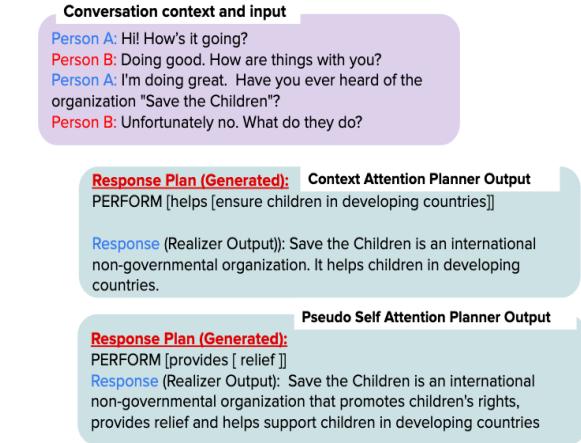 Conversation context and input
Person A: Hi! How's it going?
Person B: Doing good. How are things with you?
Person A: I'm doing great.  Have you ever heard of the
organization "Save the Children"?
Person B: Unfortunately no. What do they do?
Response Plan (Generated): Context Attention Planner Output
PERFORM [helps [ensure children in developing countries]]
Response (Realizer Output)): Save the Children is an international
non-governmental organization. It helps children in developing
countries.
Pseudo Self Attention Planner Output
Response Plan (Generated):
PERFORM [provides [ relief ]]
Response (Realizer Output):  Save the Children is an international
non-governmental organization that promotes children's rights,
provides relief and helps support children in developing countries